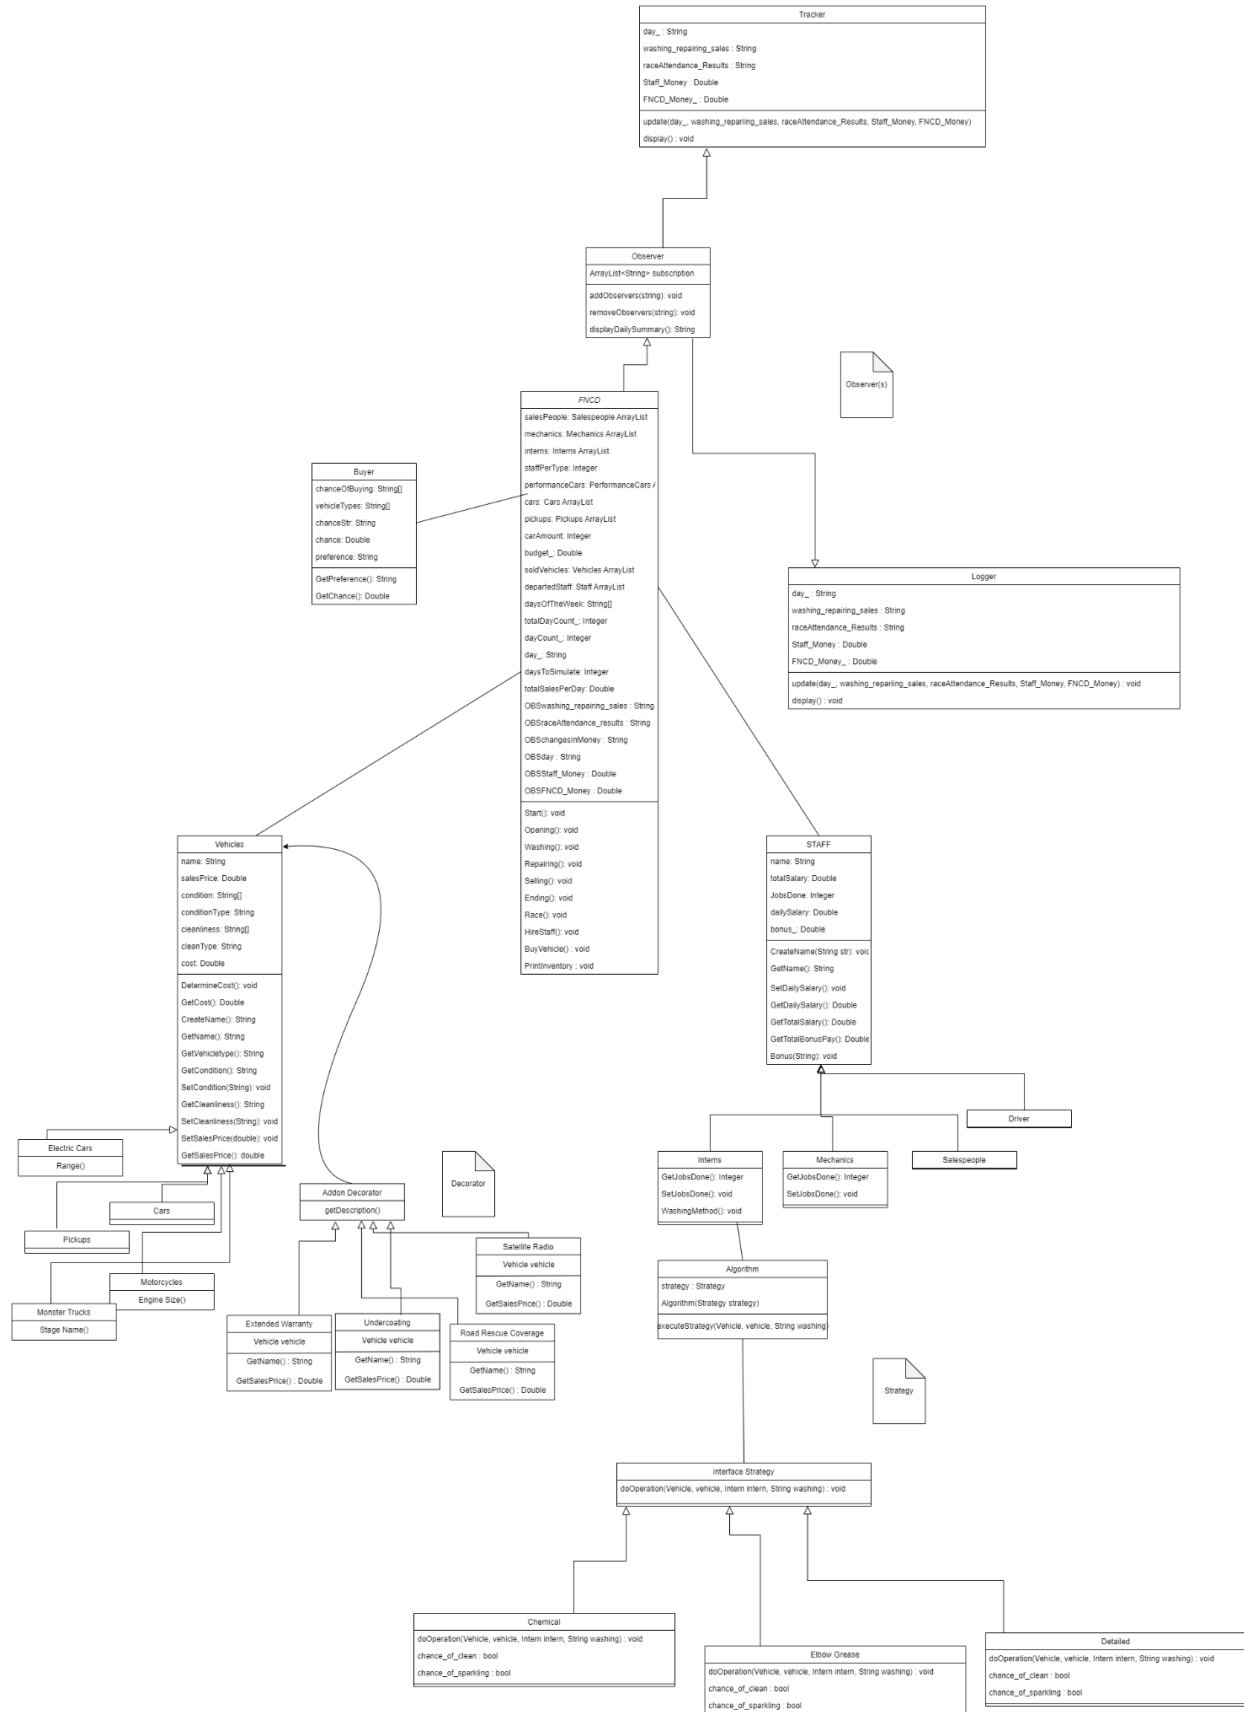 Tracker
day_ : String
washing_repairing_sales : String
raceAttendance_Results : String
Staff_Money : Double
FNCD_Money_ : Double
update(day_, washing_repariing_sales, raceAttendance_Results, Staff_Money, FNCD_Money)
display() : void
Observer
ArrayList<String> subscription
addObservers(string): void
removeObservers(string): void
displayDailySummary(): String
Observer(s)
FNCD
salesPeople: Salespeople ArrayList
mechanics: Mechanics ArrayList
interns: Interns ArrayList
staffPerType: Integer
performanceCars: PerformanceCars A
cars: Cars ArrayList
pickups: Pickups ArrayList
carAmount: Integer
budget_: Double
soldVehicles: Vehicles ArrayList
departedStaff: Staff ArrayList
daysOfTheWeek: String[]
totalDayCount_: Integer
dayCount_: Integer
day_: String
daysToSimulate: Integer
totalSalesPerDay: Double
OBSwashing_repairing_sales : String
OBSraceAttendance_results : String
OBSchangesInMoney : String
OBSday : String
OBSStaff_Money : Double
OBSFNCD_Money : Double
Start(): void
Opening(): void
Washing(): void
Repairing(): void
Selling(): void
Ending(): void
Race(): void
HireStaff(): void
BuyVehicle() : void
PrintInventory : void
Buyer
chanceOfBuying: String[]
vehicleTypes: String[]
chanceStr: String
chance: Double
preference: String
GetPreference(): String
GetChance(): Double
Logger
day_ : String
washing_repairing_sales : String
raceAttendance_Results : String
Staff_Money : Double
FNCD_Money_ : Double
update(day_, washing_repariing_sales, raceAttendance_Results, Staff_Money, FNCD_Money) : void
display() : void
Vehicles
name: String
salesPrice: Double
condition: String[]
conditionType: String
cleanliness: String[]
cleanType: String
cost: Double
DetermineCost(): void
GetCost(): Double
CreateName(): String
GetName(): String
GetVehicletype(): String
GetCondition(): String
SetCondition(String): void
GetCleanliness(): String
SetCleanliness(String): void
SetSalesPrice(double): void
GetSalesPrice(): double
STAFF
name: String
totalSalary: Double
JobsDone: Integer
dailySalary: Double
bonus_: Double
CreateName(String str): void
GetName(): String
SetDailySalary(): void
GetDailySalary(): Double
GetTotalSalary(): Double
GetTotalBonusPay(): Double
Bonus(String): void
Driver
Electric Cars
Range()
Cars
Pickups
Motorcycles
Engine Size()
Monster Trucks
Stage Name()
Addon Decorator
getDescription()
Decorator
Satellite Radio
Vehicle vehicle
GetName() : String
GetSalesPrice() : Double
Extended Warranty
Vehicle vehicle
GetName() : String
GetSalesPrice() : Double
Undercoating
Vehicle vehicle
GetName() : String
GetSalesPrice() : Double
Road Rescue Coverage
Vehicle vehicle
GetName() : String
GetSalesPrice() : Double
Interns
GetJobsDone(): Integer
SetJobsDone(): void
WashingMethod(): void
Mechanics
GetJobsDone(): Integer
SetJobsDone(): void
Salespeople
Algorithm
strategy : Strategy
Algorithm(Strategy strategy)
executeStrategy(Vehicle, vehicle, String washing)
Strategy
interface Strategy
doOperation(Vehicle, vehicle, Intern intern, String washing) : void
Chemical
doOperation(Vehicle, vehicle, Intern intern, String washing) : void
chance_of_clean : bool
chance_of_sparkling : bool
Elbow Grease
doOperation(Vehicle, vehicle, Intern intern, String washing) : void
chance_of_clean : bool
chance_of_sparkling : bool
Detailed
doOperation(Vehicle, vehicle, Intern intern, String washing) : void
chance_of_clean : bool
chance_of_sparkling : bool